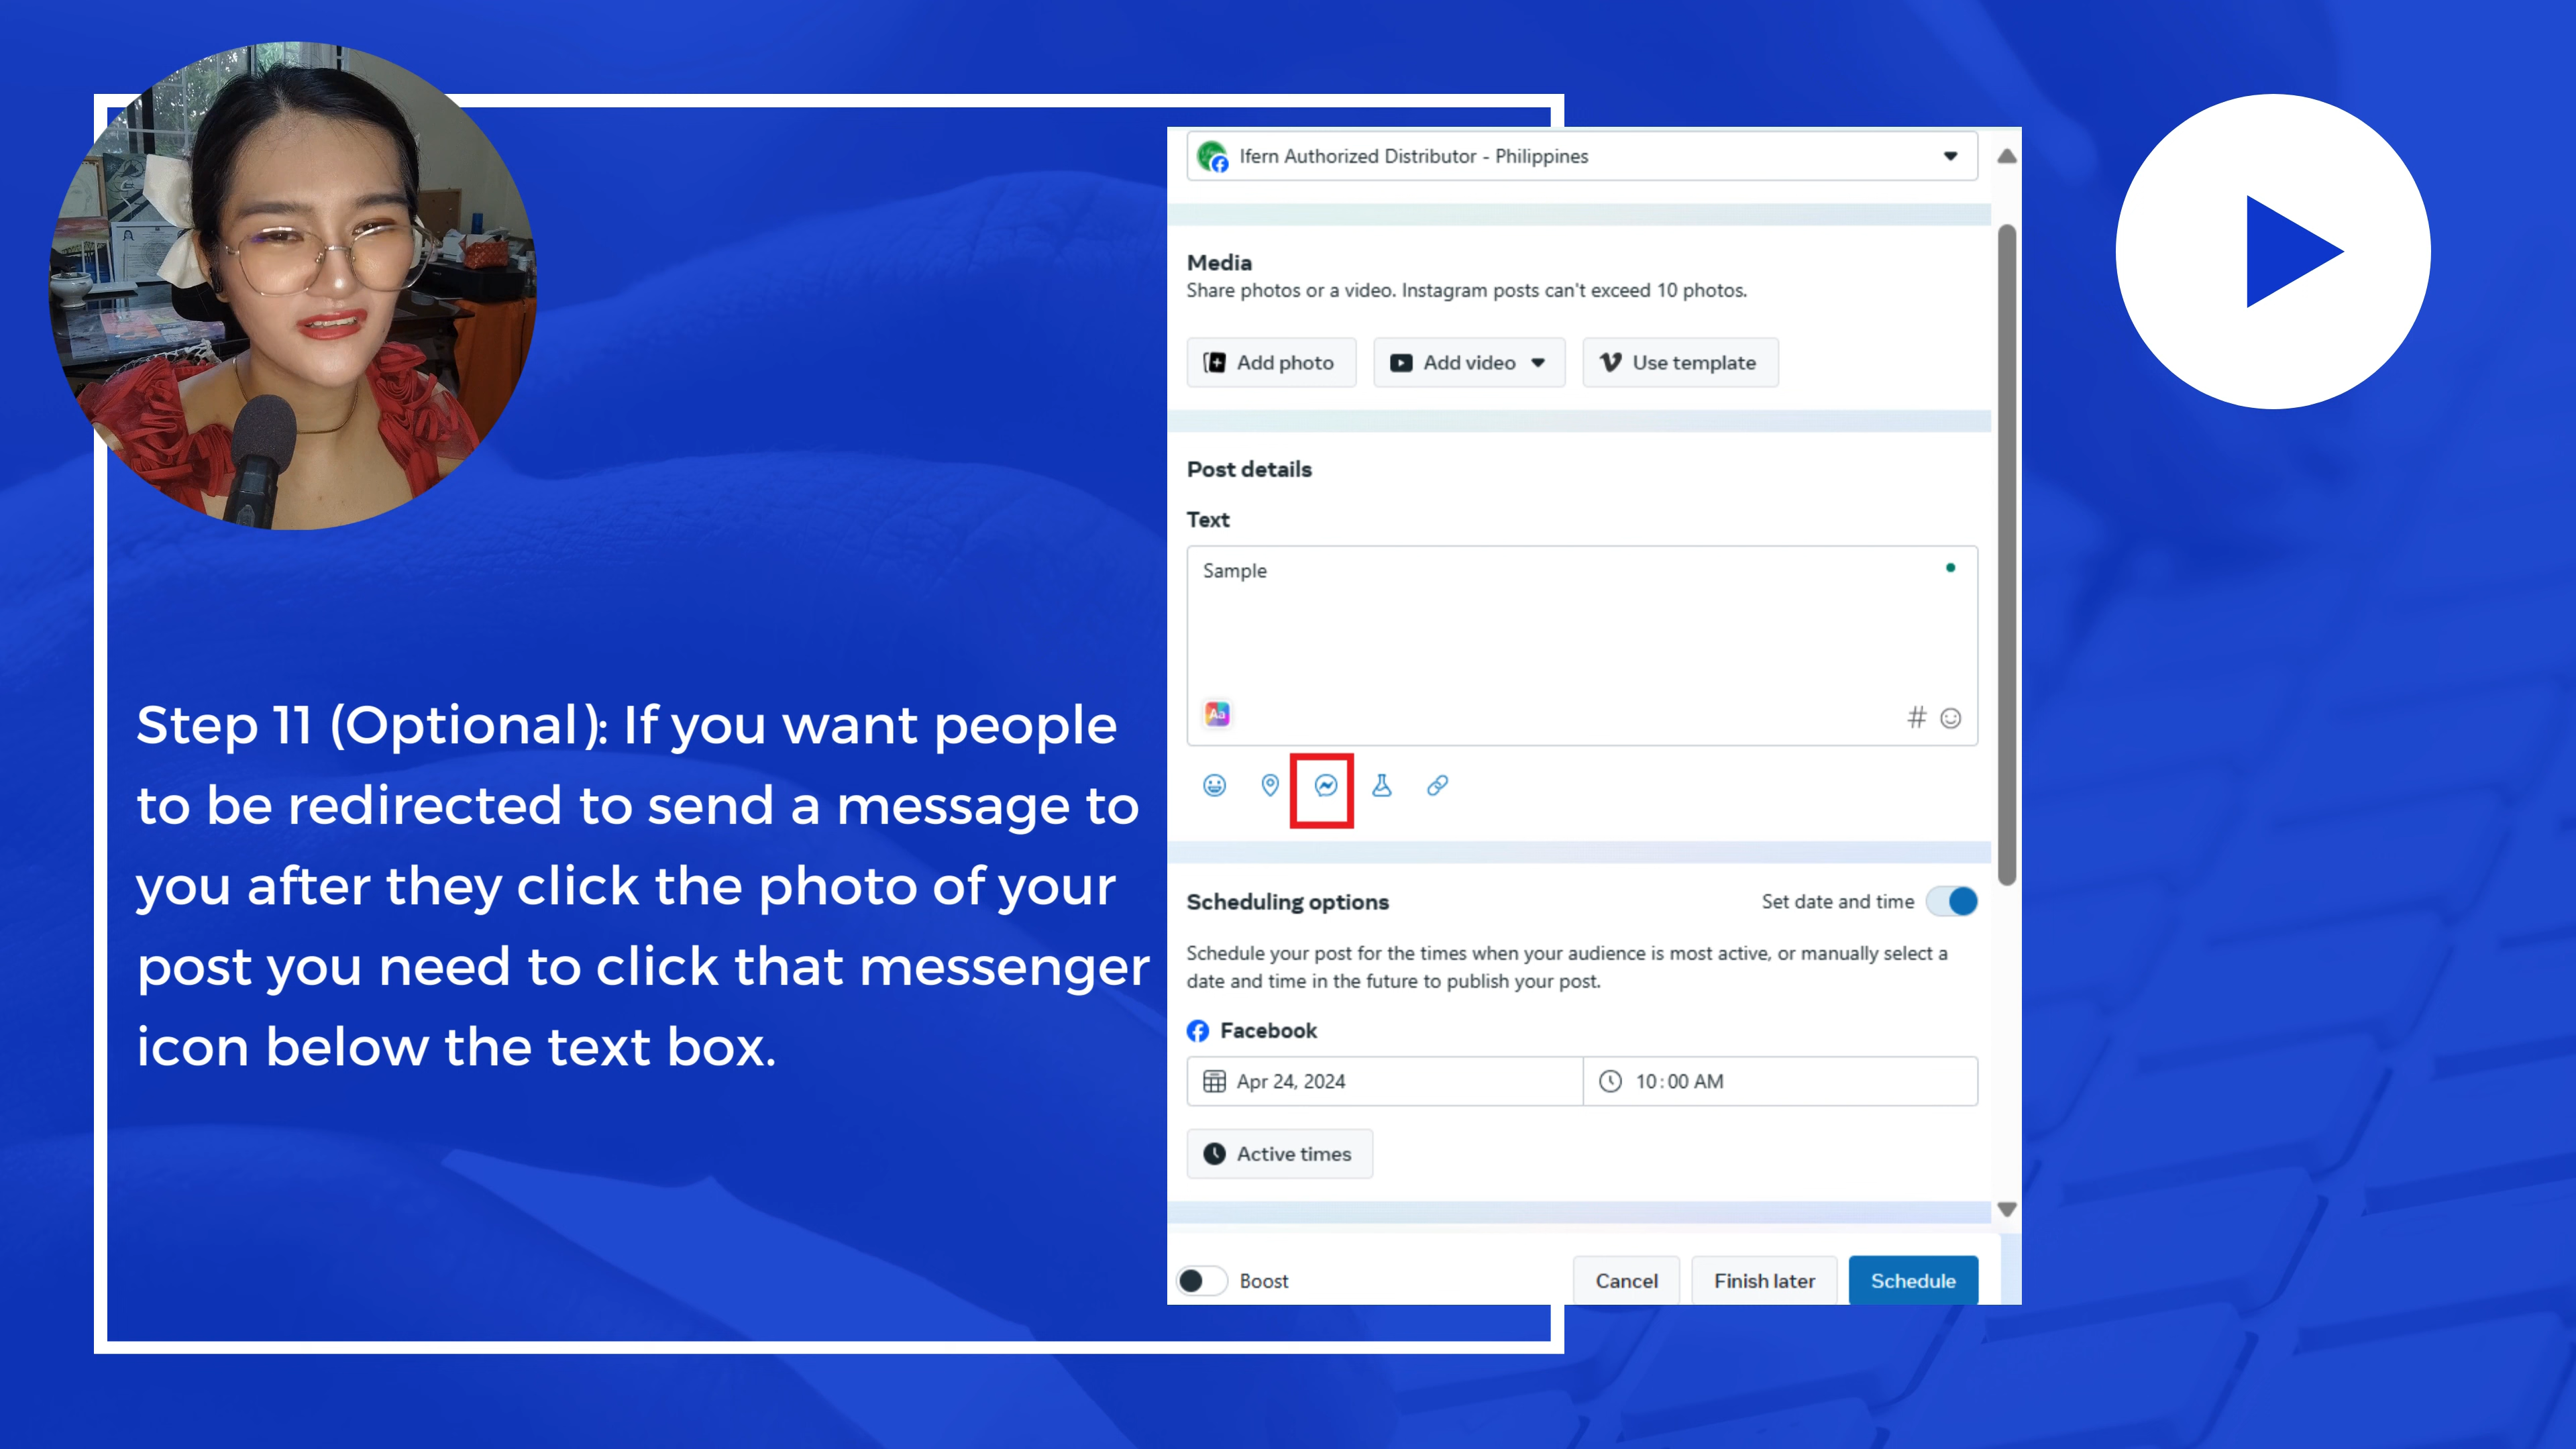 Step 11 (Optional): If you want people
to be redirected to send a message to
you after they click the photo of your
post you need to click that messenger
icon below the text box.
Ifern Authorized Distributor - Philippines
Media
Share photos or a video. Instagram posts can't exceed 10 photos.
Add photo
Add video
Use template
Post details
Text
Sample
Aa
#
Scheduling options
Set date and time
Schedule your post for the times when your audience is most active, or manually select a
date and time in the future to publish your post.
Facebook
Apr 24, 2024
10:00 AM
Active times
Boost
Cancel
Finish later
Schedule